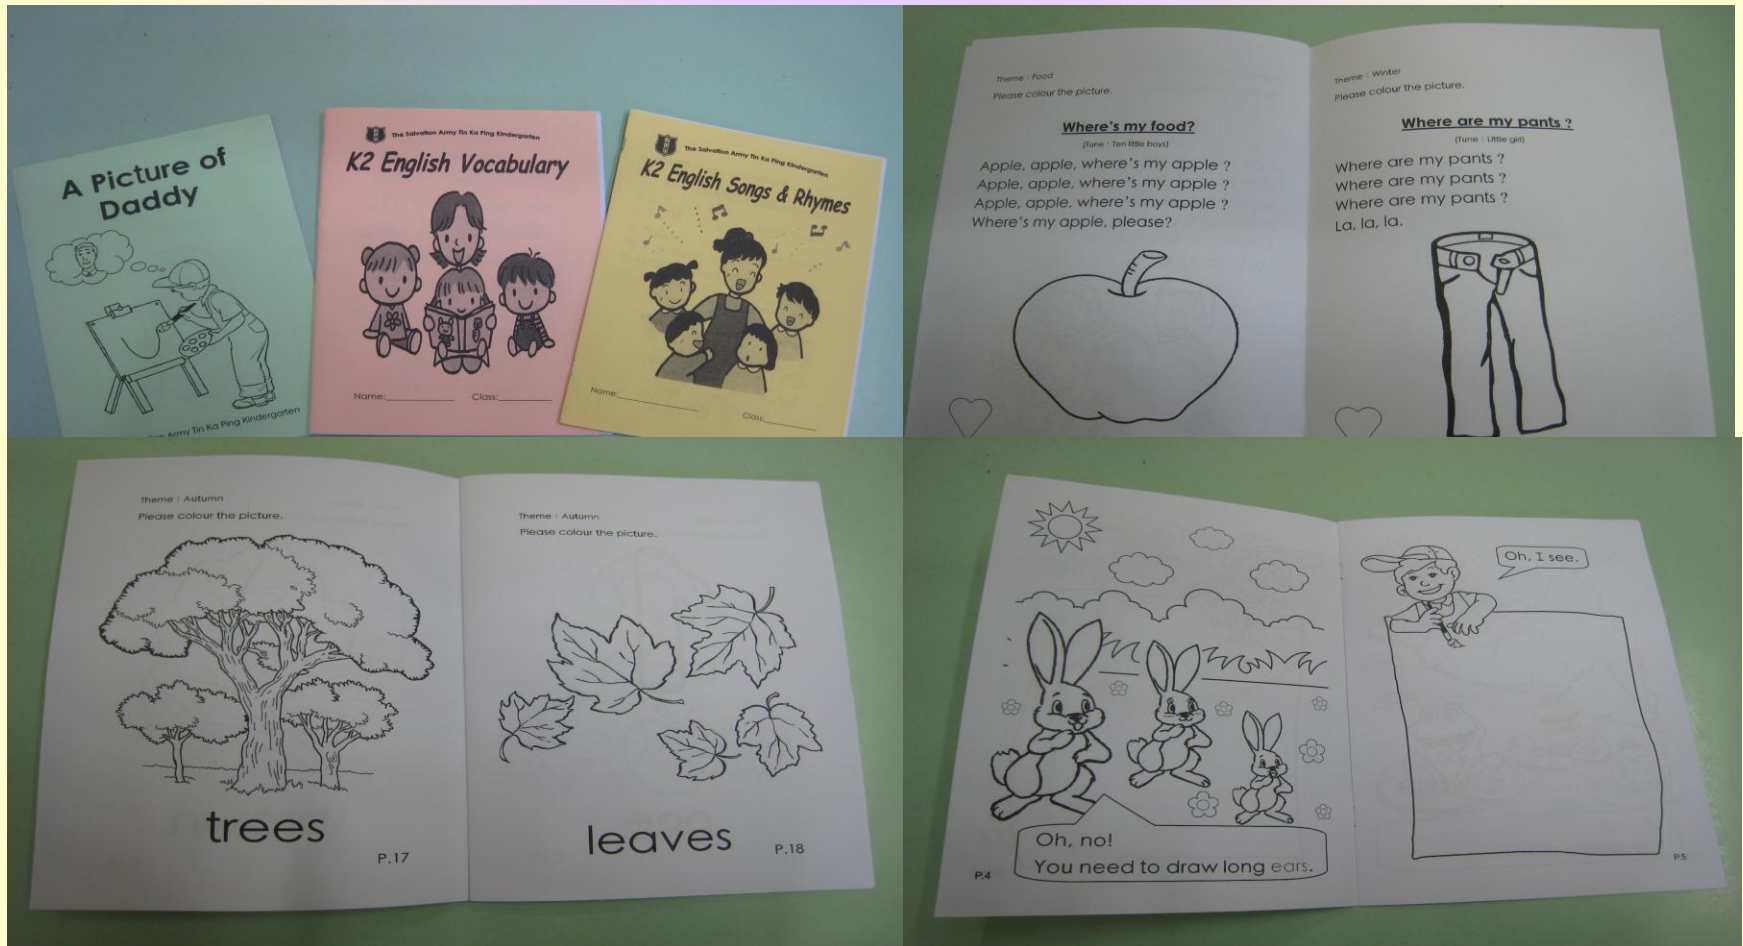 A Picture of
Daddy
Army Tin Ka Ping Kindergarten
The Salvation Army Tin Ka Ping Kindergarten
K2 English Vocabulary
Name:
Class:
The Salvation Army Tin Ka Ping Kindergarten
K2 English Songs & Rhymes
Name:
Class:
Theme : Food
Please colour the picture.
Where's my food?
(Tune : Ten little boys)
Apple, apple, where's my apple ?
Apple, apple, where's my apple ?
Apple, apple, where's my apple ?
Where's my apple, please?
Theme : Winter
Please colour the picture.
Where are my pants ?
(Tune : Little girl)
Where are my pants ?
Where are my pants ?
Where are my pants ?
La, la, la.
Theme : Autumn
Please colour the picture.
trees
P.17
Theme : Autumn
Please colour the picture.
leaves
P.18
Oh, no!
You need to draw long ears.
P.4
Oh, I see.
P.5